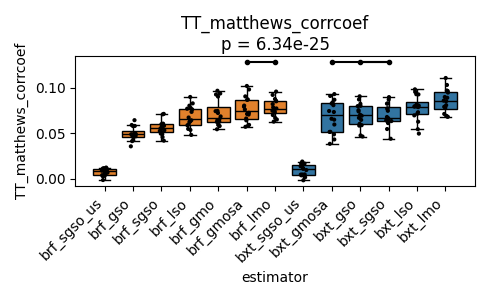 TT_matthews_corrcoef
p = 6.34e-25
TT_matthews_corrcoef
0.10
0.05
0.00
brf_sgso_us
brf_gso
brf_sgso
brf_lso
brf_gmo
brf_gmosa
brf_lmo
bxt_sgso_us
bxt_gmosa
bxt_gso
bxt_sgso
bxt_lso
bxt_lmo
estimator